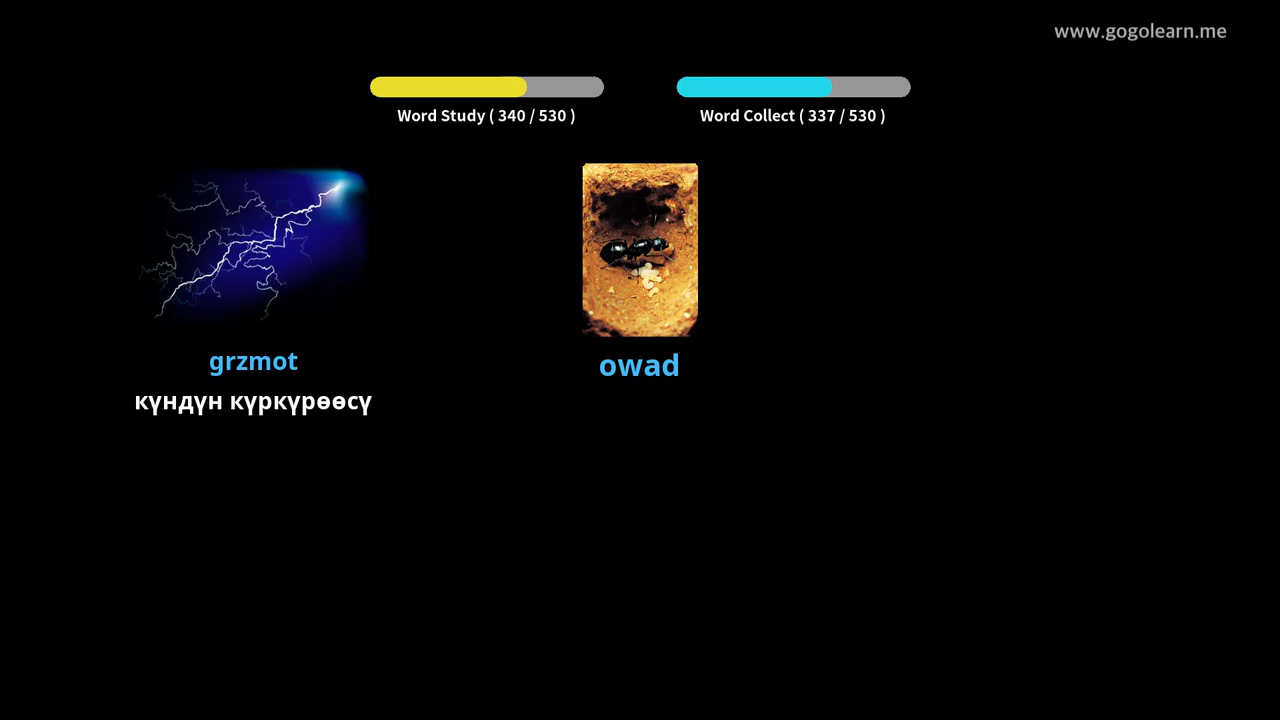 www.gogolearn.me
Word Study ( 340 / 530 )
Word Collect ( 337 / 530 )
grzmot
күндүн күркүрөөсү
owad